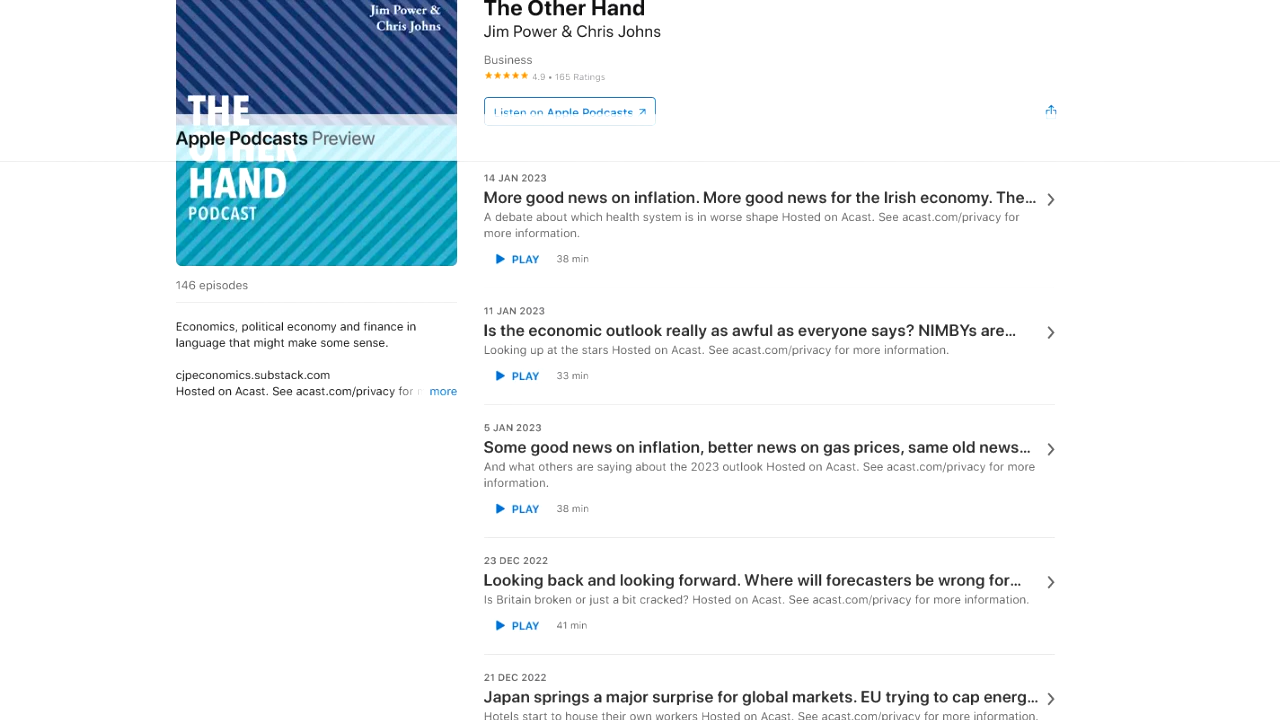 Jim Power &
Chris Johns
THE
OTHER
HAND
PODCAST
Apple Podcasts Preview
146 episodes
Economics, political economy and finance in
language that might make some sense.
cjpeconomics.substack.com
Hosted on Acast. See acast.com/privacy for more
The Other Hand
Jim Power & Chris Johns
Business
4.9 • 165 Ratings
Listen on Apple Podcasts ↗
14 JAN 2023
More good news on inflation. More good news for the Irish economy. The...
A debate about which health system is in worse shape Hosted on Acast. See acast.com/privacy for
more information.
PLAY 38 min
11 JAN 2023
Is the economic outlook really as awful as everyone says? NIMBYs are...
Looking up at the stars Hosted on Acast. See acast.com/privacy for more information.
PLAY 33 min
5 JAN 2023
Some good news on inflation, better news on gas prices, same old news...
And what others are saying about the 2023 outlook Hosted on Acast. See acast.com/privacy for more
information.
PLAY 38 min
23 DEC 2022
Looking back and looking forward. Where will forecasters be wrong for...
Is Britain broken or just a bit cracked? Hosted on Acast. See acast.com/privacy for more information.
PLAY 41 min
21 DEC 2022
Japan springs a major surprise for global markets. EU trying to cap energ...
Hotels start to house their own workers Hosted on Acast. See acast.com/privacy for more information.